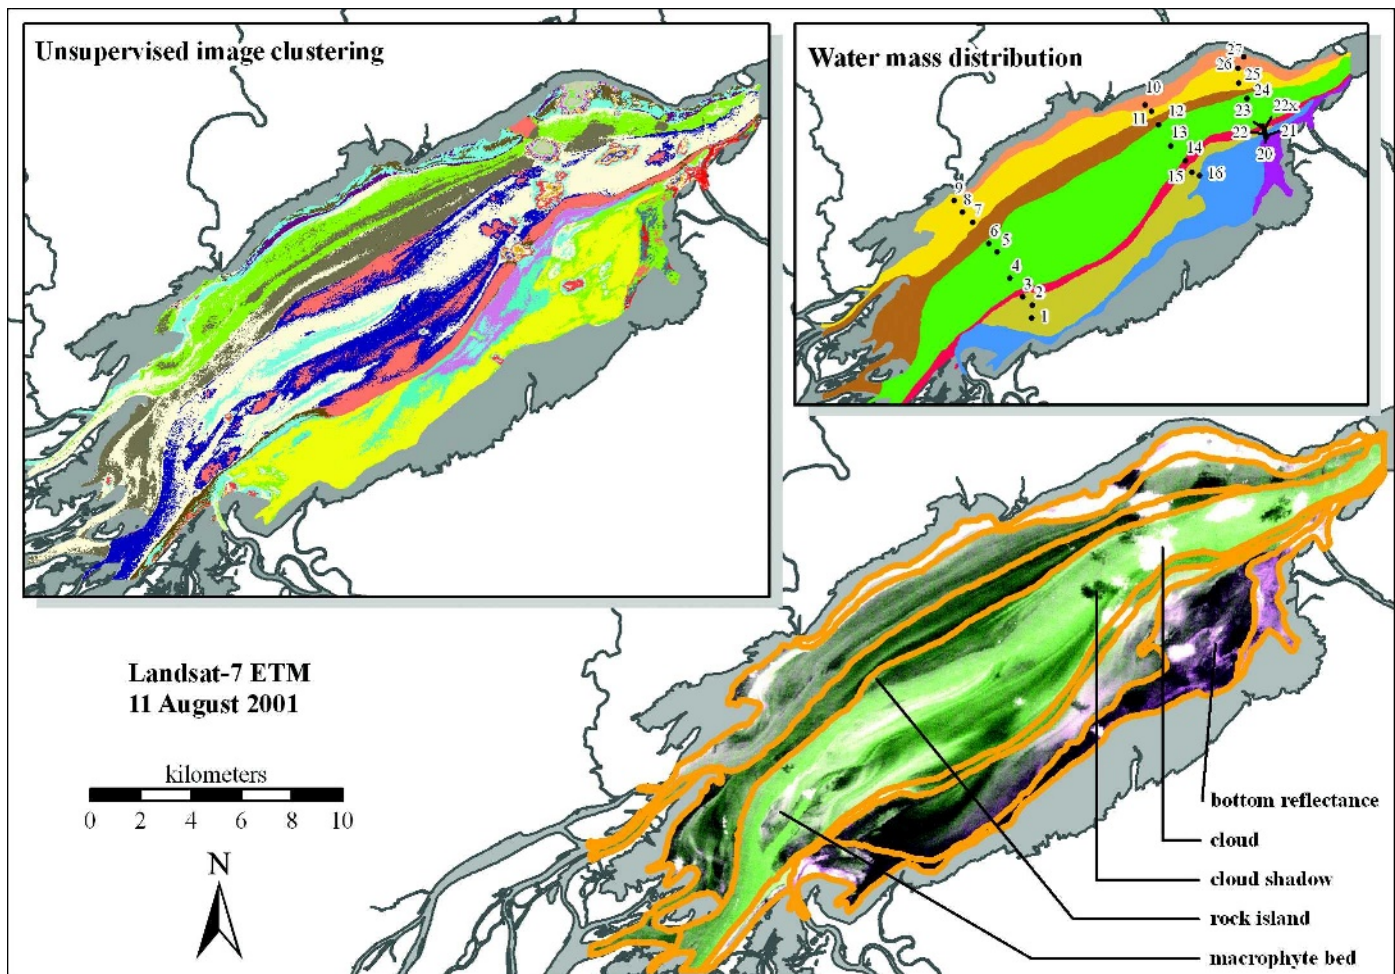 Unsupervised image clustering
Water mass distribution
27
26
25
10
24
11
12
23
22x
13
22
21
14
20
15
16
9
8
7
6
5
4
3
2
1
Landsat-7 ETM
11 August 2001
kilometers
0 2 4 6 8 10
N
bottom reflectance
cloud
cloud shadow
rock island
macrophyte bed